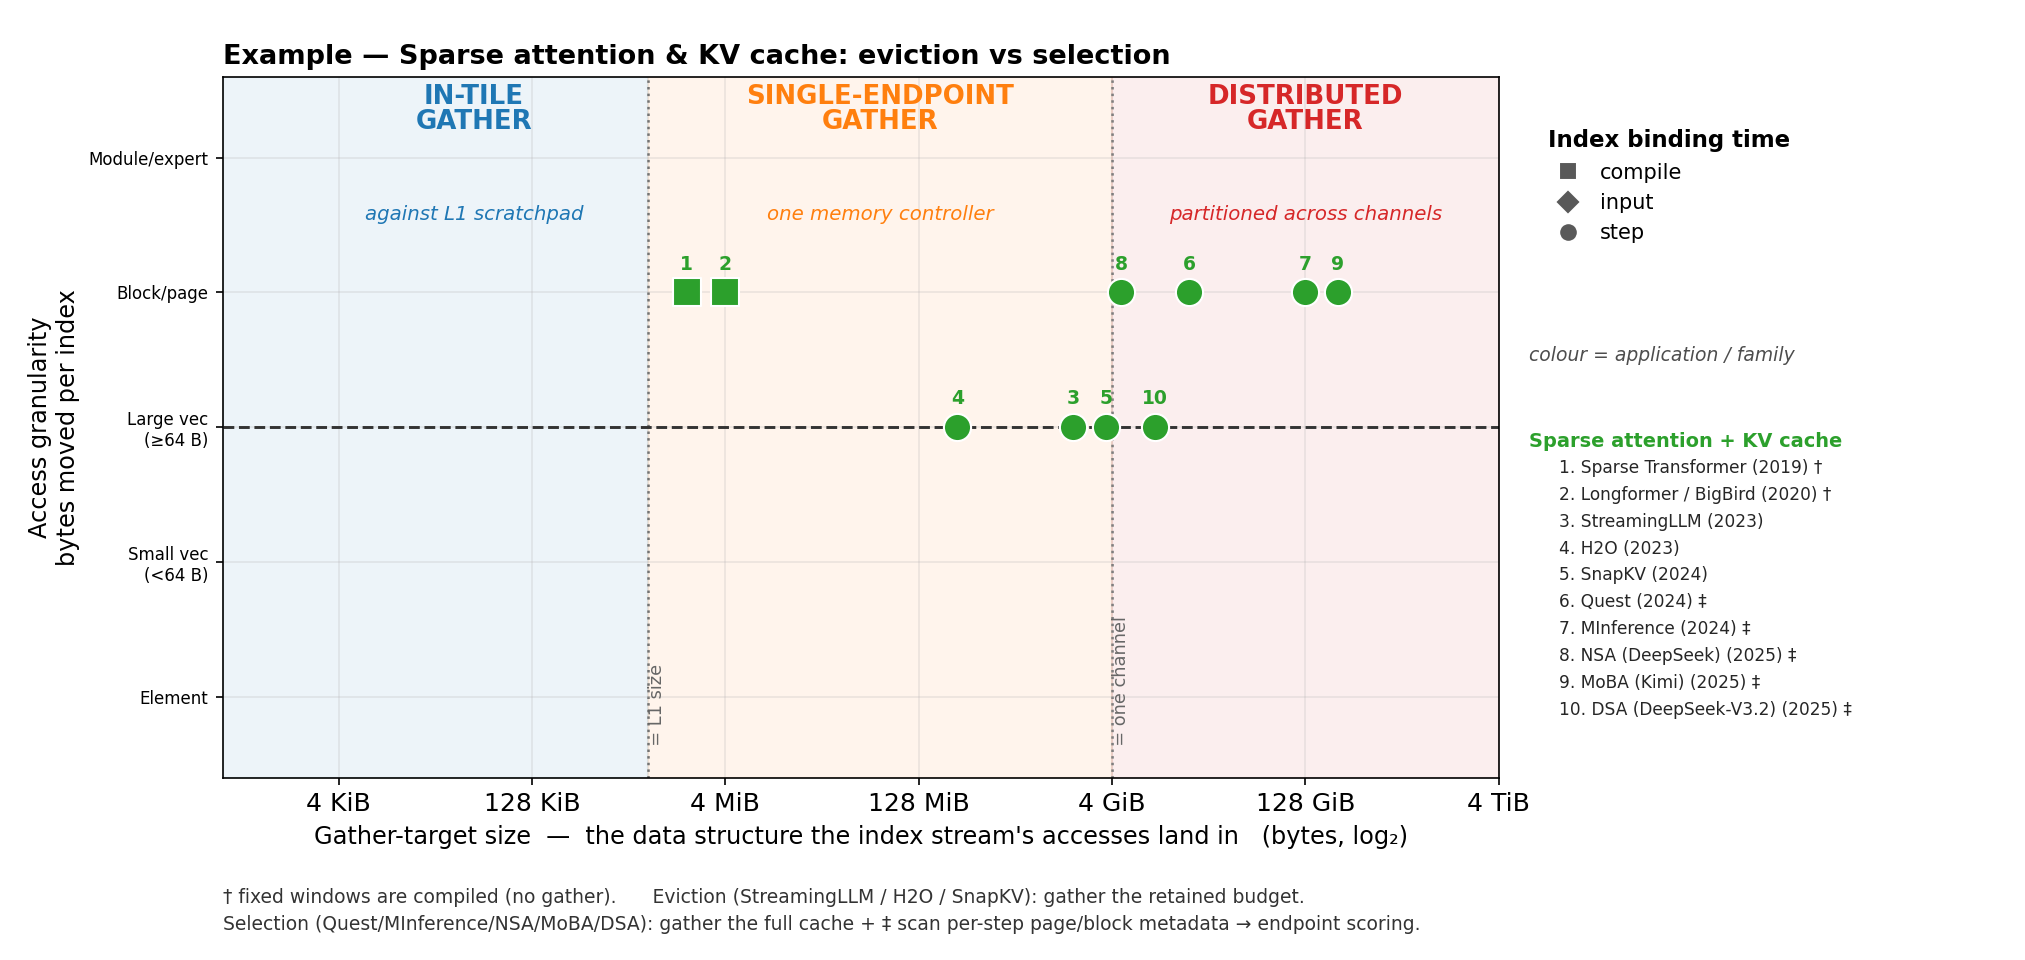 Example — Sparse attention & KV cache: eviction vs selection
IN-TILE
GATHER
SINGLE-ENDPOINT
GATHER
DISTRIBUTED
GATHER
against L1 scratchpad
one memory controller
partitioned across channels
Access granularity
bytes moved per index
Module/expert
Block/page
Large vec
(≥64 B)
Small vec
(<64 B)
Element
1
2
8
6
7
9
4
3
5
10
= L1 size
= one channel
4 KiB
128 KiB
4 MiB
128 MiB
4 GiB
128 GiB
4 TiB
Gather-target size — the data structure the index stream's accesses land in (bytes, log₂)
Index binding time
compile
input
step
colour = application / family
Sparse attention + KV cache
1. Sparse Transformer (2019) †
2. Longformer / BigBird (2020) †
3. StreamingLLM (2023)
4. H2O (2023)
5. SnapKV (2024)
6. Quest (2024) ‡
7. MInference (2024) ‡
8. NSA (DeepSeek) (2025) ‡
9. MoBA (Kimi) (2025) ‡
10. DSA (DeepSeek-V3.2) (2025) ‡
† fixed windows are compiled (no gather). Eviction (StreamingLLM / H2O / SnapKV): gather the retained budget.
Selection (Quest/MInference/NSA/MoBA/DSA): gather the full cache + ‡ scan per-step page/block metadata → endpoint scoring.